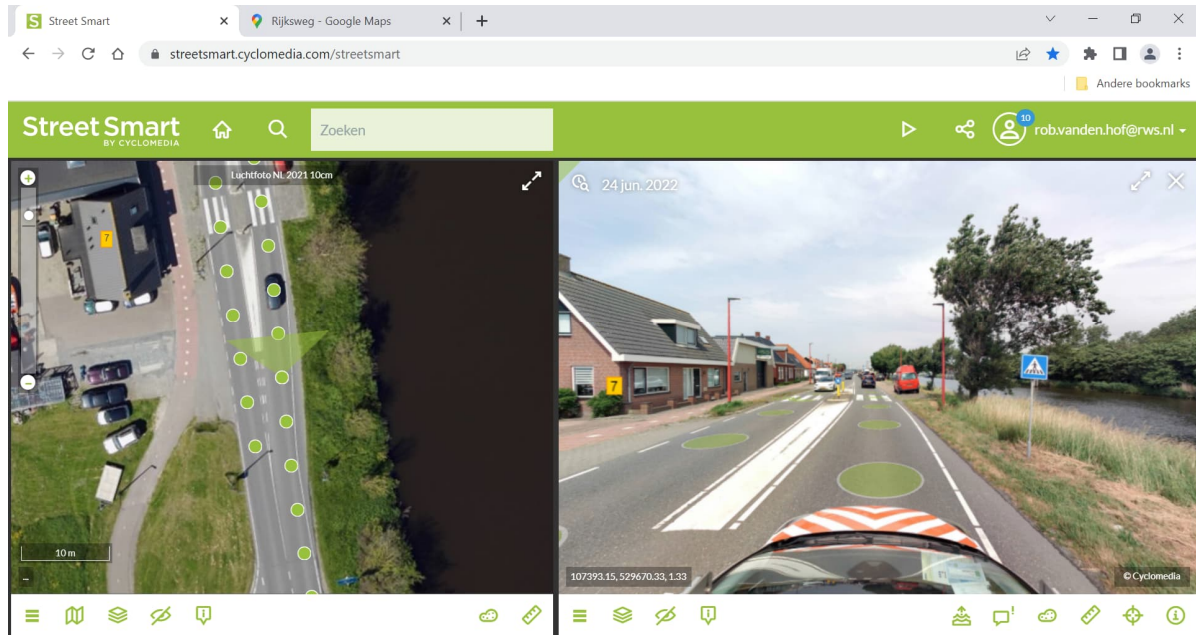 Street Smart
Rijksweg - Google Maps
streetsmart.cyclomedia.com/streetsmart
Andere bookmarks
Street Smart
BY CYCLOMEDIA
Zoeken
10
rob.vanden.hof@rws.nl
Luchtfoto NL 2021 10cm
7
10 m
...
24 jun. 2022
7
107393.15, 529670.33, 1.33
© Cyclomedia